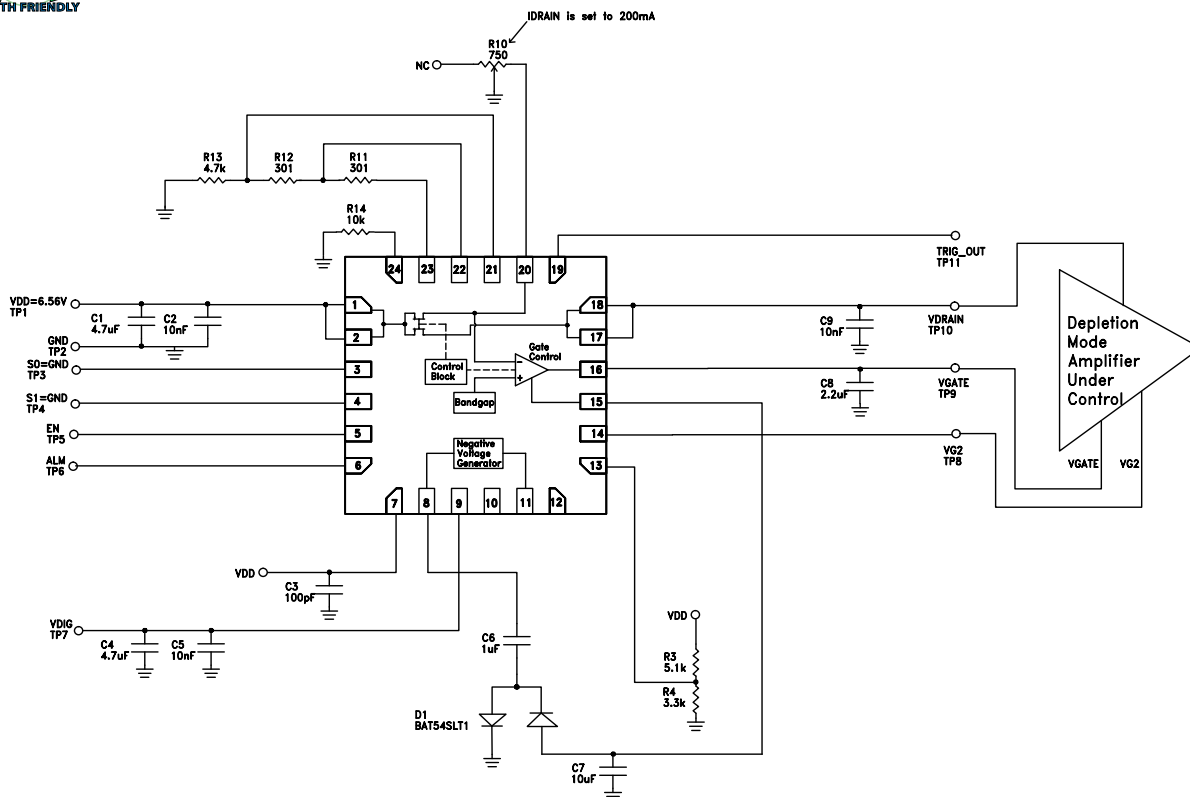 TH FRIENDLY
IDRAIN is set to 200mA
R10
750
NC
R13
4.7k
R12
301
R11
301
R14
10k
24
23
22
21
20
19
TRIG_OUT
TP11
VDD=6.56V
TP1
C1
4.7uF
C2
10nF
GND
TP2
S0=GND
TP3
S1=GND
TP4
EN
TP5
ALM
TP6
1
2
3
4
5
6
Control
Block
Gate
Control
-
+
Bandgap
Negative
Voltage
Generator
18
17
16
15
14
13
7
8
9
10
11
12
C9
10nF
VDRAIN
TP10
C8
2.2uF
VGATE
TP9
VG2
TP8
Depletion
Mode
Amplifier
Under
Control
VGATE
VG2
VDD
C3
100pF
VDIG
TP7
C4
4.7uF
C5
10nF
C6
1uF
D1
BAT54SLT1
C7
10uF
VDD
R3
5.1k
R4
3.3k